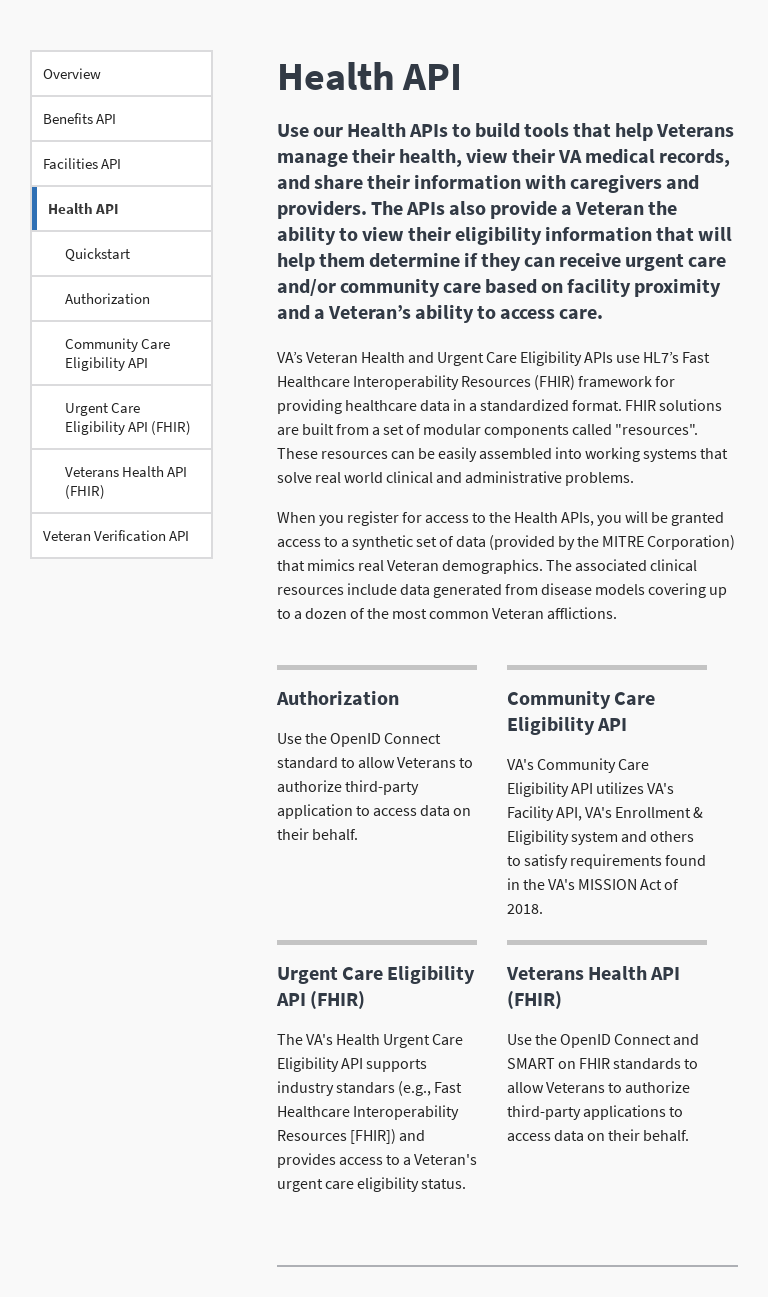 Overview
Benefits API
Facilities API
Health API
Quickstart
Authorization
Community Care
Eligibility API
Urgent Care
Eligibility API (FHIR)
Veterans Health API
(FHIR)
Veteran Verification API
Health API
Use our Health APIs to build tools that help Veterans
manage their health, view their VA medical records,
and share their information with caregivers and
providers. The APIs also provide a Veteran the
ability to view their eligibility information that will
help them determine if they can receive urgent care
and/or community care based on facility proximity
and a Veteran’s ability to access care.
VA’s Veteran Health and Urgent Care Eligibility APIs use HL7’s Fast
Healthcare Interoperability Resources (FHIR) framework for
providing healthcare data in a standardized format. FHIR solutions
are built from a set of modular components called "resources".
These resources can be easily assembled into working systems that
solve real world clinical and administrative problems.
When you register for access to the Health APIs, you will be granted
access to a synthetic set of data (provided by the MITRE Corporation)
that mimics real Veteran demographics. The associated clinical
resources include data generated from disease models covering up
to a dozen of the most common Veteran afflictions.
Authorization
Use the OpenID Connect
standard to allow Veterans to
authorize third-party
application to access data on
their behalf.
Community Care
Eligibility API
VA's Community Care
Eligibility API utilizes VA's
Facility API, VA's Enrollment &
Eligibility system and others
to satisfy requirements found
in the VA's MISSION Act of
2018.
Urgent Care Eligibility
API (FHIR)
The VA's Health Urgent Care
Eligibility API supports
industry standars (e.g., Fast
Healthcare Interoperability
Resources [FHIR]) and
provides access to a Veteran's
urgent care eligibility status.
Veterans Health API
(FHIR)
Use the OpenID Connect and
SMART on FHIR standards to
allow Veterans to authorize
third-party applications to
access data on their behalf.